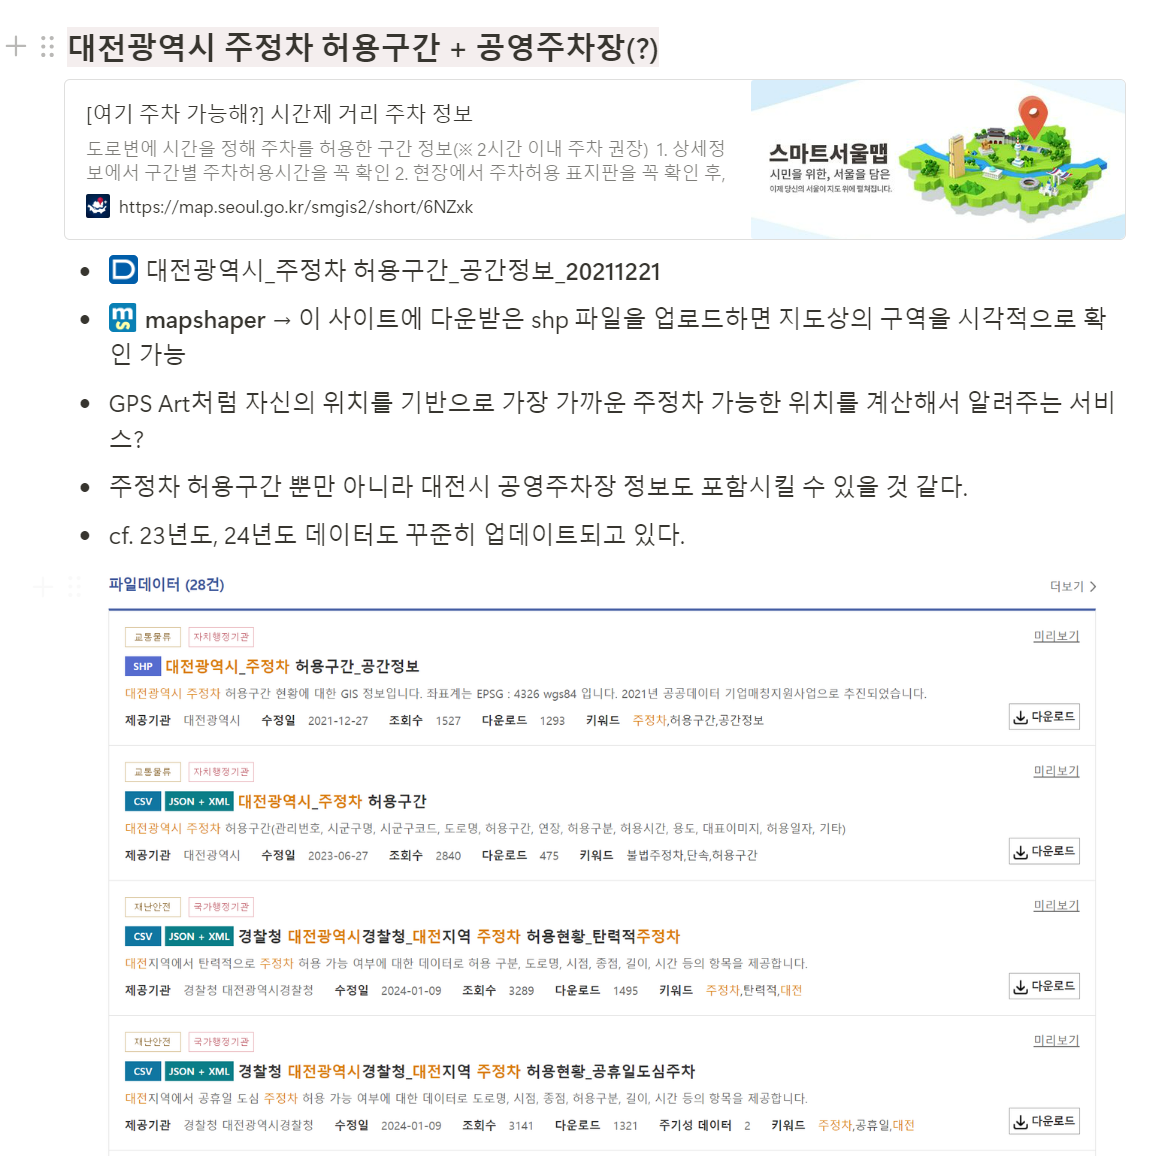 대전광역시 주정차 허용구간 + 공영주차장(?)
[여기 주차 가능해?] 시간제 거리 주차 정보
도로변에 시간을 정해 주차를 허용한 구간 정보(※ 2시간 이내 주차 권장) 1. 상세정
보에서 구간별 주차허용시간을 꼭 확인 2. 현장에서 주차허용 표지판을 꼭 확인 후,
https://map.seoul.go.kr/smgis2/short/6NZxk
스마트서울맵
시민을 위한, 서울을 담은
이제 당신의 서울이 지도 위에 펼쳐집니다.
D 대전광역시_주정차 허용구간_공간정보_20211221
ms mapshaper → 이 사이트에 다운받은 shp 파일을 업로드하면 지도상의 구역을 시각적으로 확
인 가능
GPS Art처럼 자신의 위치를 기반으로 가장 가까운 주정차 가능한 위치를 계산해서 알려주는 서비
스?
주정차 허용구간 뿐만 아니라 대전시 공영주차장 정보도 포함시킬 수 있을 것 같다.
cf. 23년도, 24년도 데이터도 꾸준히 업데이트되고 있다.
파일데이터 (28건) 더보기 >
교통물류 자치행정기관 미리보기
SHP 대전광역시_주정차 허용구간_공간정보
대전광역시 주정차 허용구간 현황에 대한 GIS 정보입니다. 좌표계는 EPSG : 4326 wgs84 입니다. 2021년 공공데이터 기업매칭지원사업으로 추진되었습니다.
제공기관 대전광역시 수정일 2021-12-27 조회수 1527 다운로드 1293 키워드 주정차,허용구간,공간정보 다운로드
교통물류 자치행정기관 미리보기
CSV JSON + XML 대전광역시_주정차 허용구간
대전광역시 주정차 허용구간(관리번호, 시군구명, 시군구코드, 도로명, 허용구간, 연장, 허용구분, 허용시간, 용도, 대표이미지, 허용일자, 기타)
제공기관 대전광역시 수정일 2023-06-27 조회수 2840 다운로드 475 키워드 불법주정차,단속,허용구간 다운로드
재난안전 국가행정기관 미리보기
CSV JSON + XML 경찰청 대전광역시경찰청_대전지역 주정차 허용현황_탄력적주정차
대전지역에서 탄력적으로 주정차 허용 가능 여부에 대한 데이터로 허용 구분, 도로명, 시점, 종점, 길이, 시간 등의 항목을 제공합니다.
제공기관 경찰청 대전광역시경찰청 수정일 2024-01-09 조회수 3289 다운로드 1495 키워드 주정차,탄력적,대전 다운로드
재난안전 국가행정기관 미리보기
CSV JSON + XML 경찰청 대전광역시경찰청_대전지역 주정차 허용현황_공휴일도심주차
대전지역에서 공휴일 도심 주정차 허용 가능 여부에 대한 데이터로 도로명, 시점, 종점, 허용구분, 길이, 시간 등의 항목을 제공합니다.
제공기관 경찰청 대전광역시경찰청 수정일 2024-01-09 조회수 3141 다운로드 1321 주기성 데이터 2 키워드 주정차,공휴일,대전 다운로드